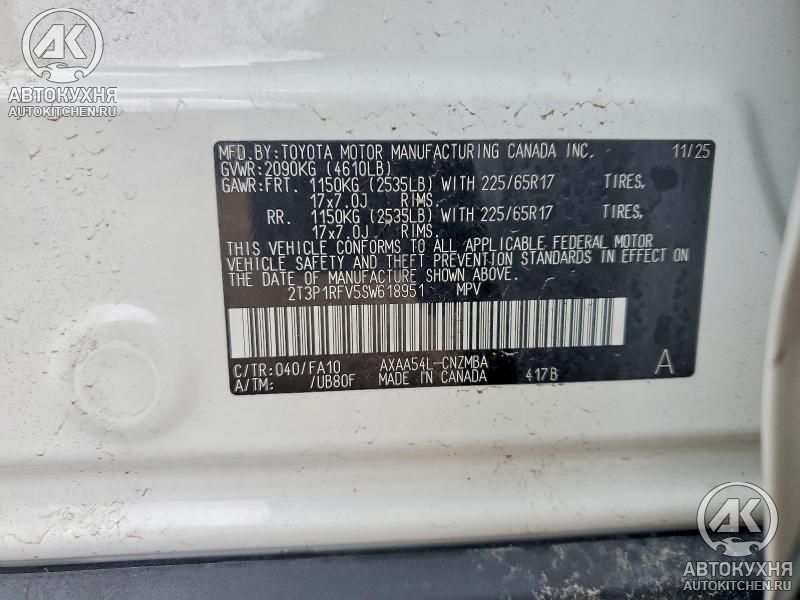 AK
АВТОКУХНЯ
AUTOKITCHEN.RU
MFD.BY:TOYOTA MOTOR MANUFACTURING CANADA INC. 11/25
GVWR:2090KG (4610LB)
GAWR:FRT. 1150KG (2535LB) WITH 225/65R17 TIRES,
17x7.0J RIMS.
RR. 1150KG (2535LB) WITH 225/65R17 TIRES,
17x7.0J RIMS.
THIS VEHICLE CONFORMS TO ALL APPLICABLE FEDERAL MOTOR
VEHICLE SAFETY AND THEFT PREVENTION STANDARDS IN EFFECT ON
THE DATE OF MANUFACTURE SHOWN ABOVE.
2T3P1RFV5SW618951 MPV
C/TR:040/FA10 AXAA54L-CNZMBA
A/TM: /UB80F MADE IN CANADA 417B A
AK
АВТОКУХНЯ
AUTOKITCHEN.RU